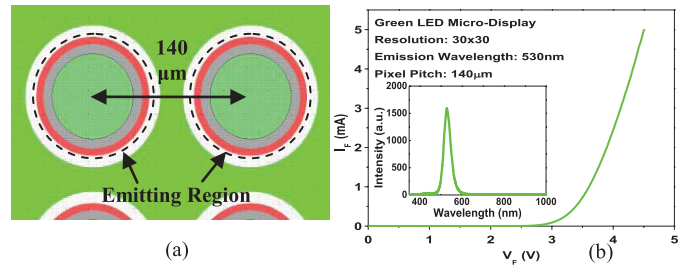 140
μm
Emitting Region
(a)
Green LED Micro-Display
Resolution: 30x30
Emission Wavelength: 530nm
Pixel Pitch: 140μm
I_F (mA)
5
4
3
2
1
0
Intensity (a.u.)
2000
1500
1000
500
0
400
600
800
1000
Wavelength (nm)
0
1
2
3
4
5
V_F (V)
(b)